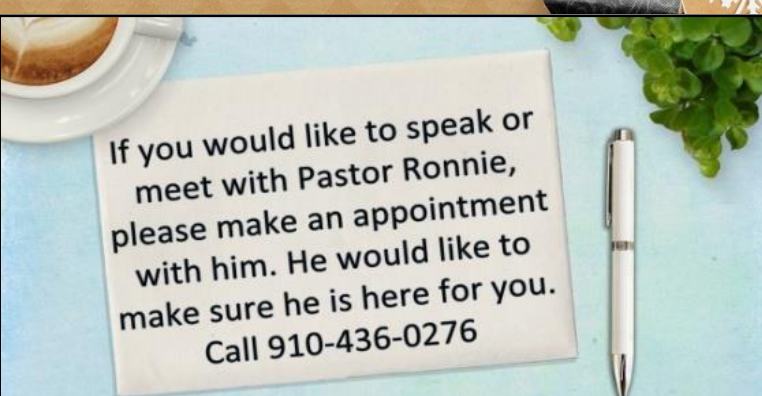 If you would like to speak or
meet with Pastor Ronnie,
please make an appointment
with him. He would like to
make sure he is here for you.
Call 910-436-0276